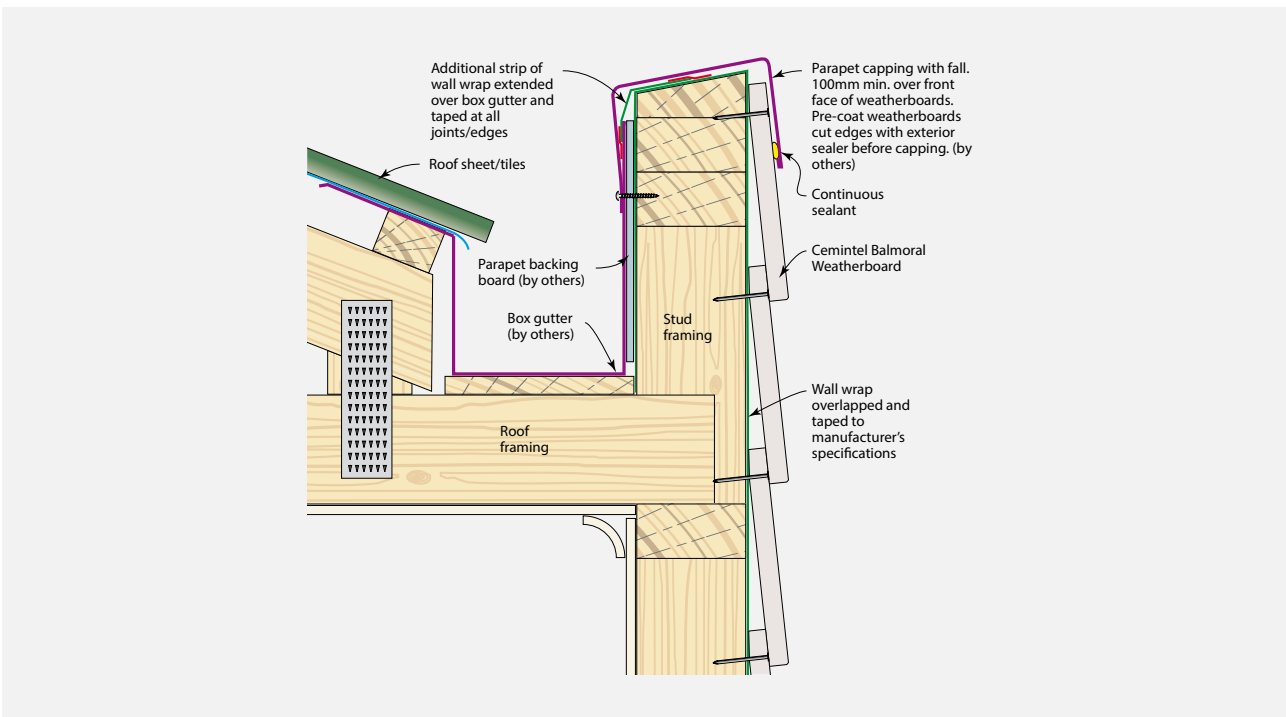 Additional strip of
wall wrap extended
over box gutter and
taped at all
joints/edges
Roof sheet/tiles
Parapet backing
board (by others)
Box gutter
(by others)
Stud
framing
Roof
framing
Parapet capping with fall.
100mm min. over front
face of weatherboards.
Pre-coat weatherboards
cut edges with exterior
sealer before capping. (by
others)
Continuous
sealant
Cemintel Balmoral
Weatherboard
Wall wrap
overlapped and
taped to
manufacturer’s
specifications